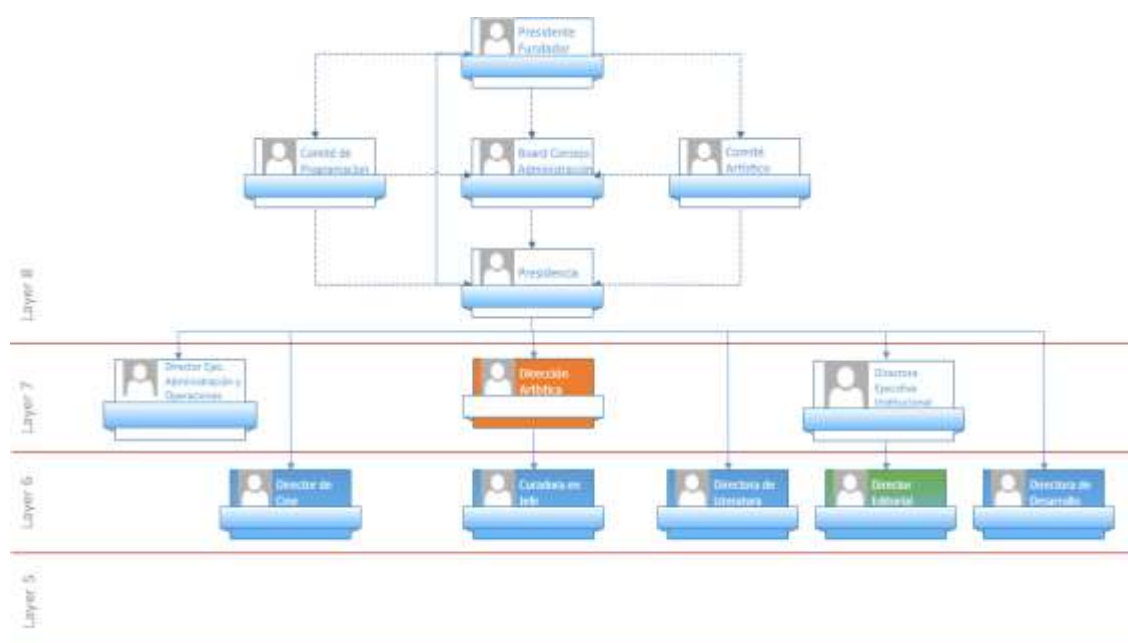 Presidente
Fundador
Comité de
Programación
Board Consejo
Administración
Comité
Artístico
Presidencia
Layer 8
Director Ejec.
Administración y
Operaciones
Dirección
Artística
Directora
Ejecutiva
Institucional
Layer 7
Director de
Cine
Curadora en
Jefe
Directora de
Literatura
Director
Editorial
Directora de
Desarrollo
Layer 6
Layer 5